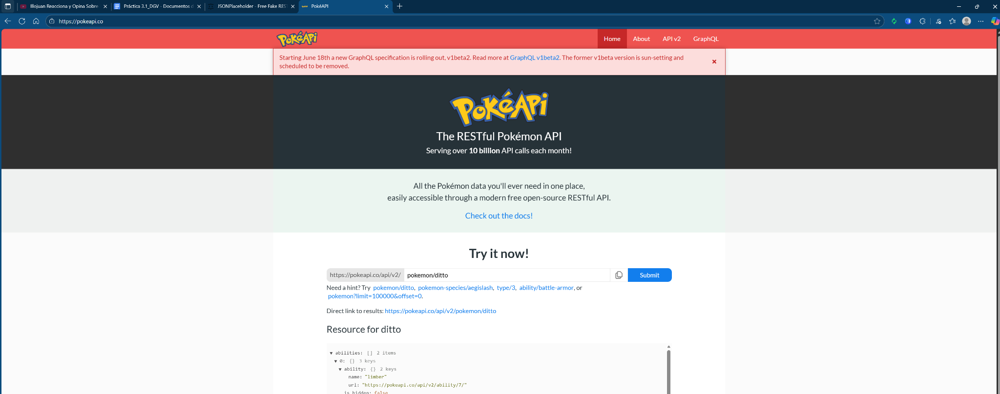 Illojuan Reacciona y Opina Sobre
Práctica 3.1_DGV - Documentos d
JSONPlaceholder - Free Fake RES
PokéAPI
https://pokeapi.co
PokéApi
Home
About
API v2
GraphQL
Starting June 18th a new GraphQL specification is rolling out, v1beta2. Read more at GraphQL v1beta2. The former v1beta version is sun-setting and
scheduled to be removed.
PokéApi
The RESTful Pokémon API
Serving over 10 billion API calls each month!
All the Pokémon data you'll ever need in one place,
easily accessible through a modern free open-source RESTful API.
Check out the docs!
Try it now!
https://pokeapi.co/api/v2/ pokemon/ditto Submit
Need a hint? Try pokemon/ditto, pokemon-species/aegislash, type/3, ability/battle-armor, or
pokemon?limit=100000&offset=0.
Direct link to results: https://pokeapi.co/api/v2/pokemon/ditto
Resource for ditto
abilities: [] 2 items
0: {} 3 keys
ability: {} 2 keys
name: "limber"
url: "https://pokeapi.co/api/v2/ability/7/"
is_hidden: false